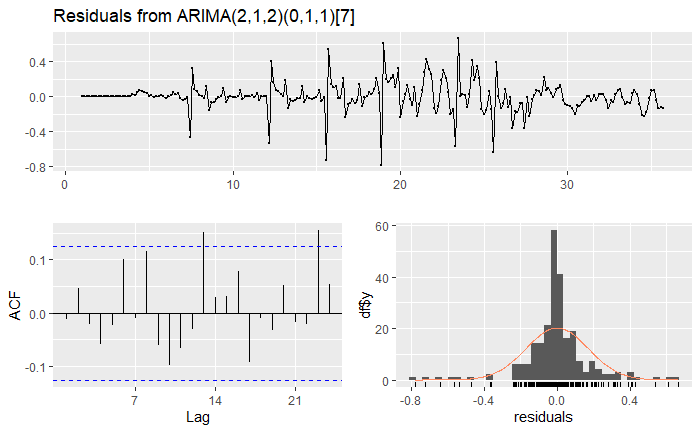 Residuals from ARIMA(2,1,2)(0,1,1)[7]
0.4
0.0
-0.4
-0.8
0 10 20 30
ACF
0.1
0.0
-0.1
7 14 21
Lag
df$y
60
40
20
0
-0.8 -0.4 0.0 0.4
residuals